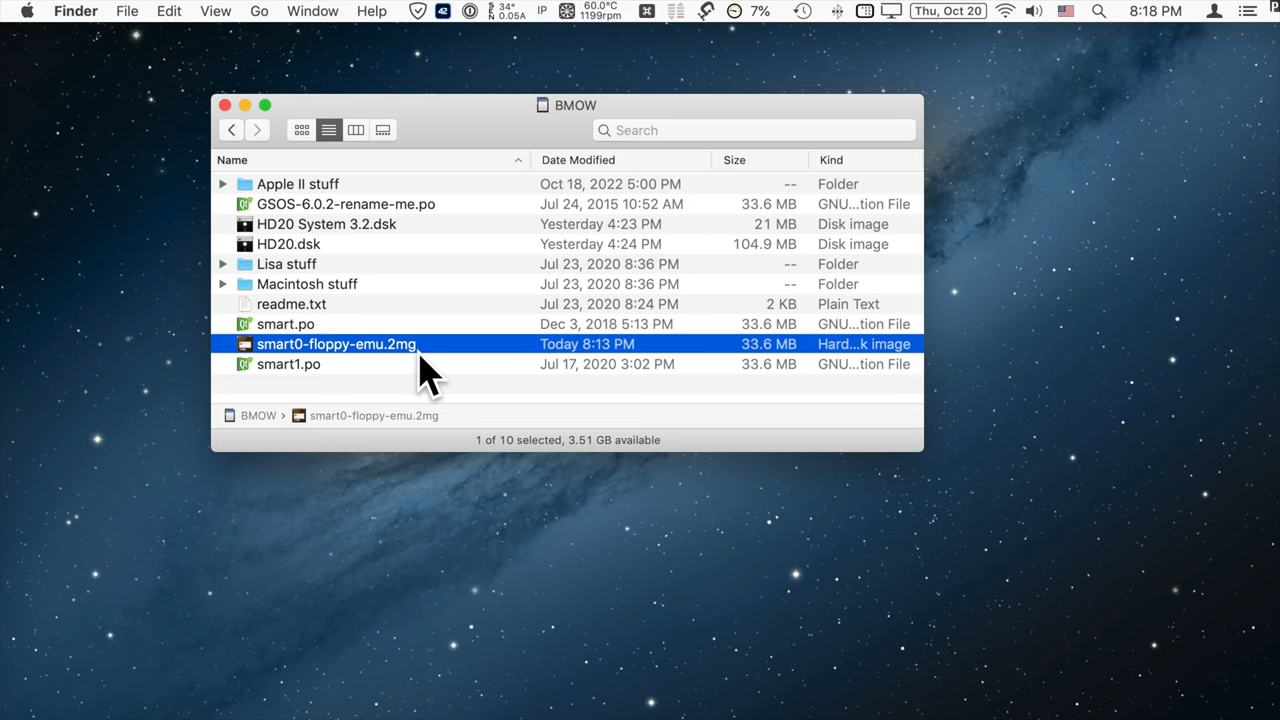 Finder File Edit View Go Window Help 42 34° 0.05A IP 60.0°C 1199rpm 7% Thu, Oct 20 8:18 PM
BMOW
Search
Name Date Modified Size Kind
Apple II stuff Oct 18, 2022 5:00 PM -- Folder
GSOS-6.0.2-rename-me.po Jul 24, 2015 10:52 AM 33.6 MB GNU...tion File
HD20 System 3.2.dsk Yesterday 4:23 PM 21 MB Disk image
HD20.dsk Yesterday 4:24 PM 104.9 MB Disk image
Lisa stuff Jul 23, 2020 8:36 PM -- Folder
Macintosh stuff Jul 23, 2020 8:36 PM -- Folder
readme.txt Jul 23, 2020 8:24 PM 2 KB Plain Text
smart.po Dec 3, 2018 5:13 PM 33.6 MB GNU...tion File
smart0-floppy-emu.2mg Today 8:13 PM 33.6 MB Hard...k image
smart1.po Jul 17, 2020 3:02 PM 33.6 MB GNU...tion File
BMOW › smart0-floppy-emu.2mg
1 of 10 selected, 3.51 GB available